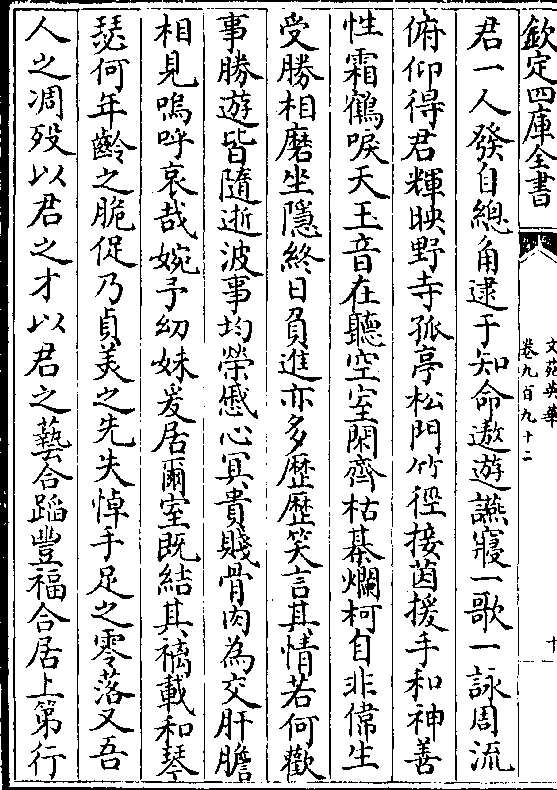 欽定四庫全書
文苑英華
卷九百九十二
十
君一人發自總角逮于知命遨遊讌寢一歌一詠周流
俯仰得君輝映野寺孤亭松門竹徑接茵援手和神善
性霜鶴唳天玉音在聽空室閑齊枯棊爛柯自非偉生
受勝相磨坐隱終日負進亦多歷歷笑言其情若何歡
事勝遊皆隨逝波事均榮慼心冥貴賤骨肉為交肝膽
相見嗚呼哀哉婉予幼妹爰居爾室既結其褵載和琴
瑟何年齡之脆促乃貞羙之先失悼手足之零落又吾
人之凋歿以君之才以君之藝合蹈豐福合居上第行